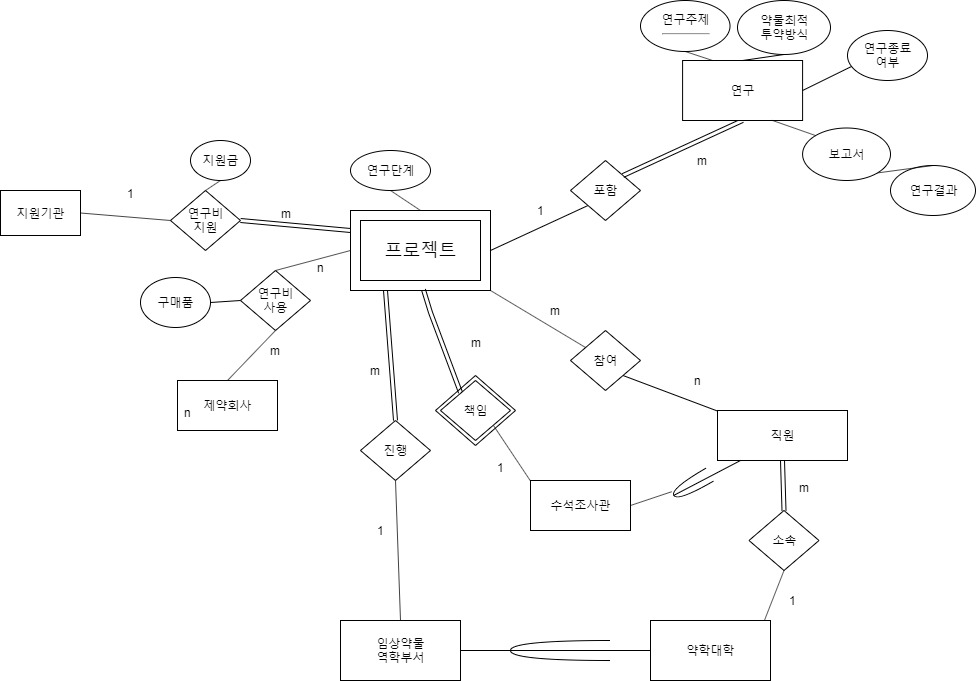 연구주제
약물최적
투약방식
연구종료
여부
연구
보고서
연구결과
m
포함
1
지원금
연구단계
1
지원기관
연구비
지원
m
프로젝트
n
연구비
사용
구매품
m
n
제약회사
m
m
m
참여
n
책임
직원
진행
1
수석조사관
m
소속
1
1
임상약물
역학부서
약학대학